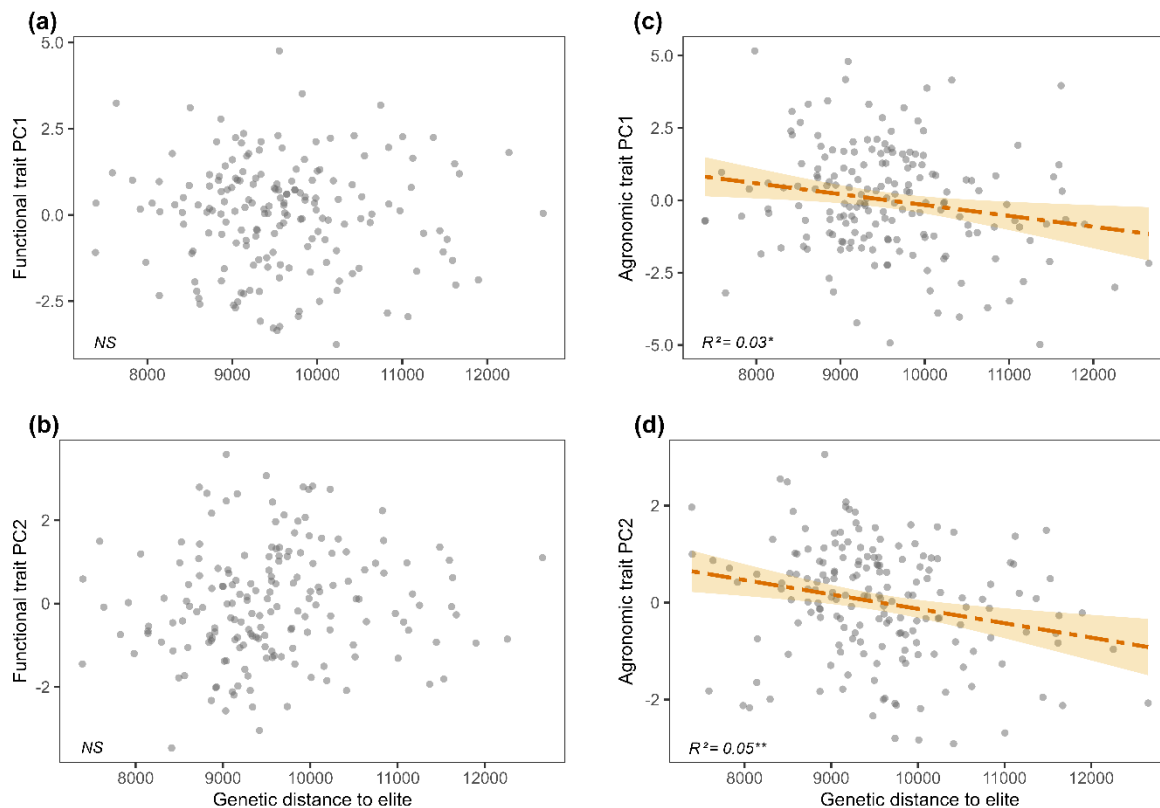 (a)
Functional trait PC1
5.0
2.5
0.0
-2.5
NS
8000 9000 10000 11000 12000
(c)
Agronomic trait PC1
5.0
2.5
0.0
-2.5
-5.0
R²= 0.03*
8000 9000 10000 11000 12000
(b)
Functional trait PC2
2
0
-2
NS
8000 9000 10000 11000 12000
Genetic distance to elite
(d)
Agronomic trait PC2
2
0
-2
R²= 0.05**
8000 9000 10000 11000 12000
Genetic distance to elite